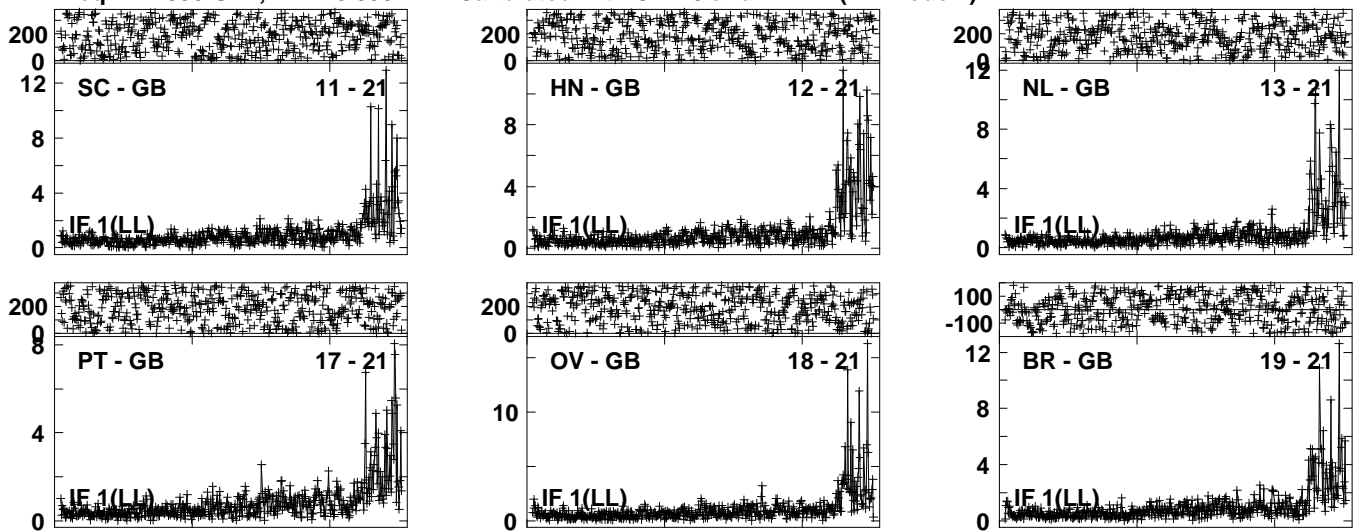 200
0
12
8
4
0
SC - GB 11 - 21
IF 1(LL)
200
0
8
4
0
HN - GB 12 - 21
IF 1(LL)
200
0
12
8
4
0
NL - GB 13 - 21
IF 1(LL)
200
0
8
4
0
PT - GB 17 - 21
IF 1(LL)
200
0
10
0
OV - GB 18 - 21
IF 1(LL)
100
-100
12
8
4
0
BR - GB 19 - 21
IF 1(LL)